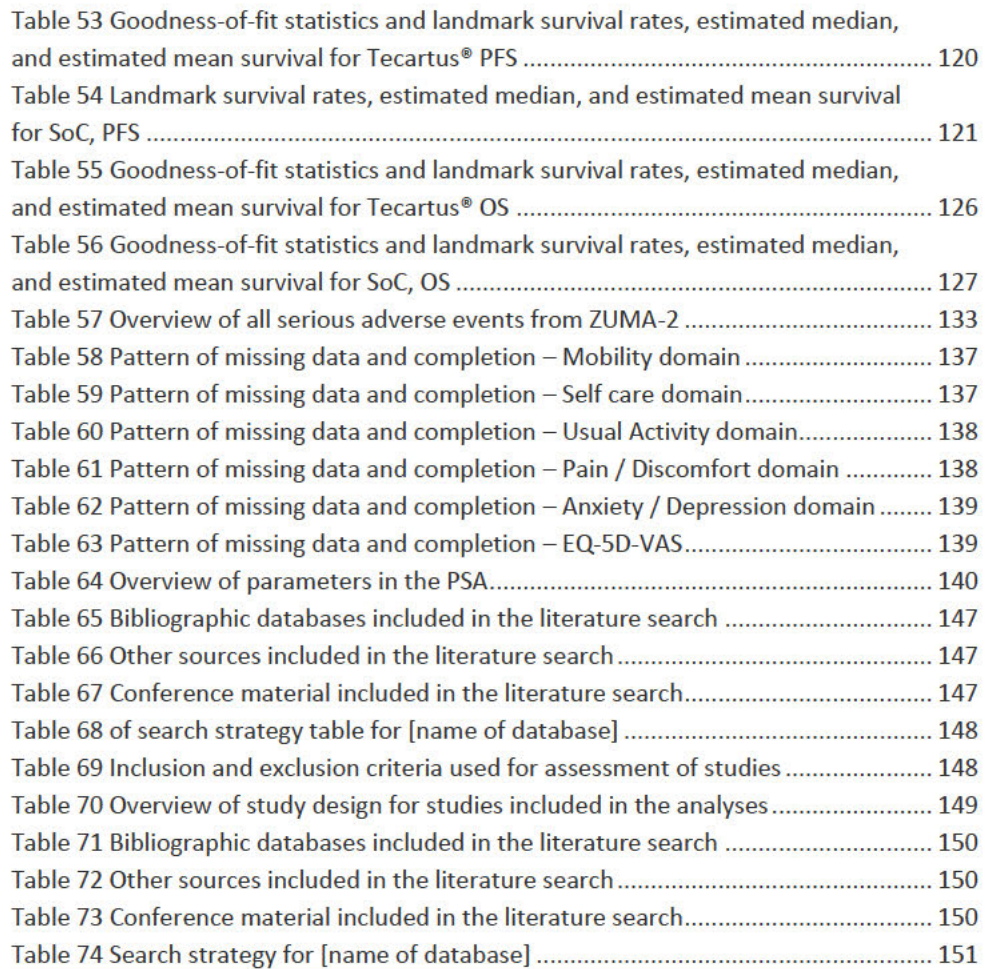 Table 53 Goodness-of-fit statistics and landmark survival rates, estimated median,
and estimated mean survival for Tecartus® PFS ........ 120
Table 54 Landmark survival rates, estimated median, and estimated mean survival
for SoC, PFS ........ 121
Table 55 Goodness-of-fit statistics and landmark survival rates, estimated median,
and estimated mean survival for Tecartus® OS ........ 126
Table 56 Goodness-of-fit statistics and landmark survival rates, estimated median,
and estimated mean survival for SoC, OS ........ 127
Table 57 Overview of all serious adverse events from ZUMA-2 ........ 133
Table 58 Pattern of missing data and completion – Mobility domain ........ 137
Table 59 Pattern of missing data and completion – Self care domain ........ 137
Table 60 Pattern of missing data and completion – Usual Activity domain ........ 138
Table 61 Pattern of missing data and completion – Pain / Discomfort domain ........ 138
Table 62 Pattern of missing data and completion – Anxiety / Depression domain ........ 139
Table 63 Pattern of missing data and completion – EQ-5D-VAS ........ 139
Table 64 Overview of parameters in the PSA ........ 140
Table 65 Bibliographic databases included in the literature search ........ 147
Table 66 Other sources included in the literature search ........ 147
Table 67 Conference material included in the literature search ........ 147
Table 68 of search strategy table for [name of database] ........ 148
Table 69 Inclusion and exclusion criteria used for assessment of studies ........ 148
Table 70 Overview of study design for studies included in the analyses ........ 149
Table 71 Bibliographic databases included in the literature search ........ 150
Table 72 Other sources included in the literature search ........ 150
Table 73 Conference material included in the literature search ........ 150
Table 74 Search strategy for [name of database] ........ 151